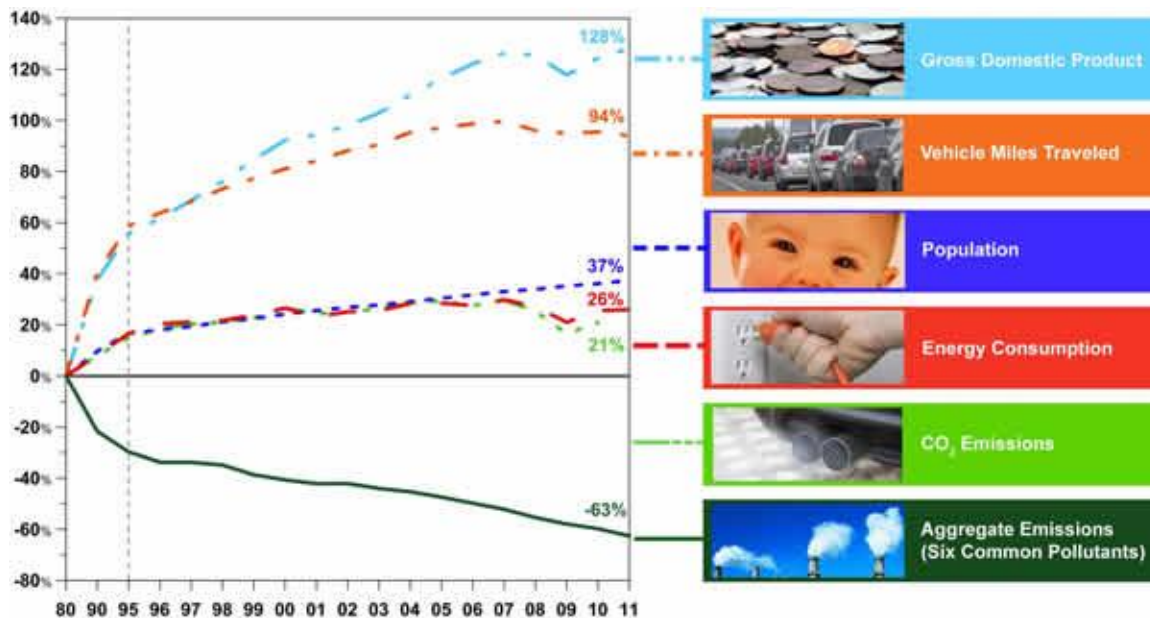 140%
120%
100%
80%
60%
40%
20%
0%
-20%
-40%
-60%
-80%
80 90 95 96 97 98 99 00 01 02 03 04 05 06 07 08 09 10 11
128%
94%
37%
26%
21%
-63%
Gross Domestic Product
Vehicle Miles Traveled
Population
Energy Consumption
CO₂ Emissions
Aggregate Emissions
(Six Common Pollutants)